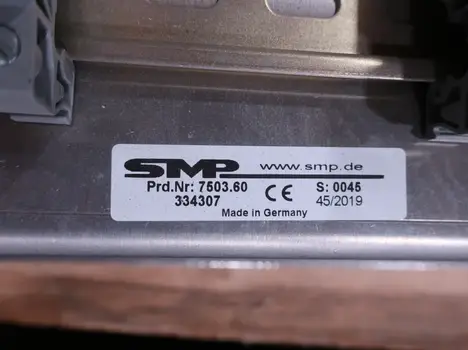 SMP www.smp.de
Prd.Nr: 7503.60 CE S: 0045
334307 45/2019
Made in Germany